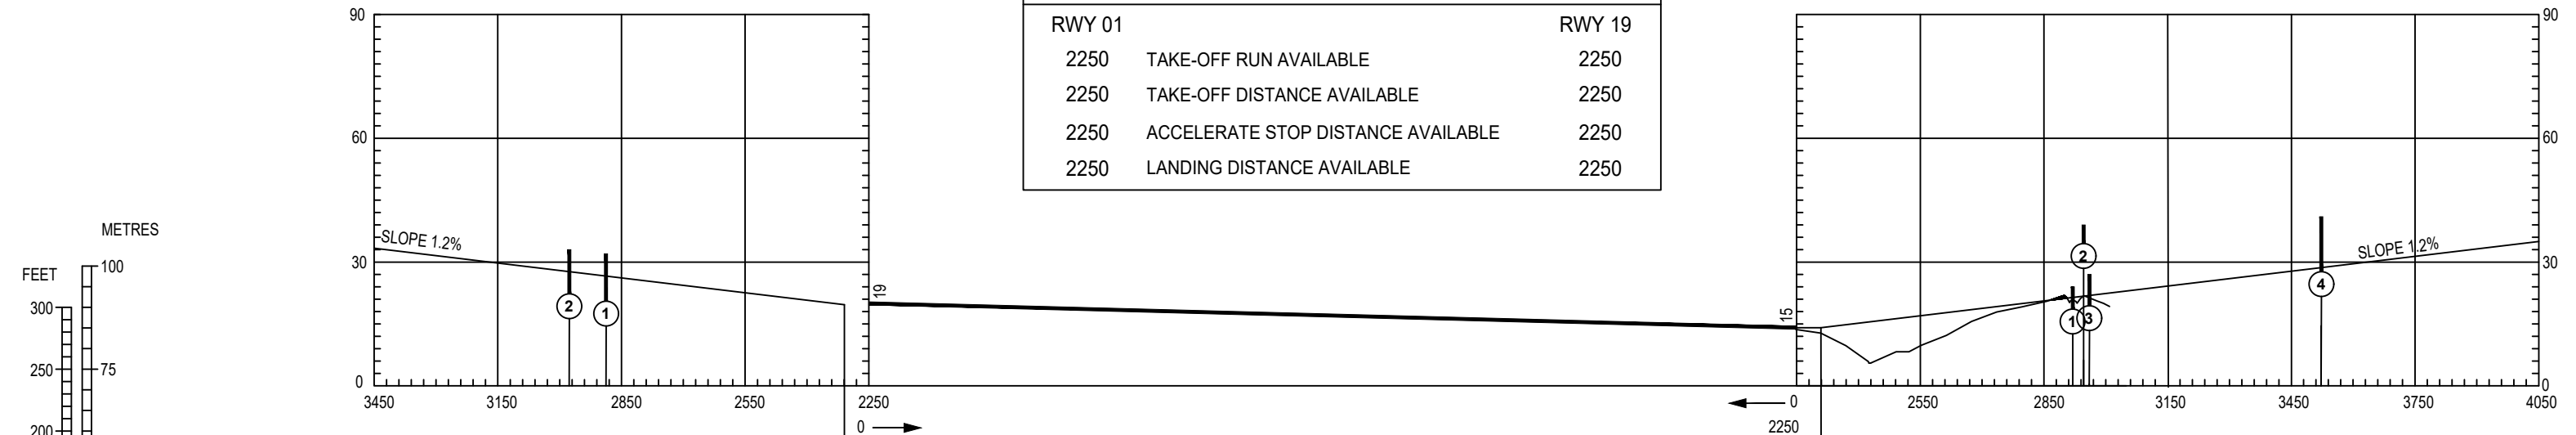 90
60
30
0
SLOPE 1.2%
2
1
3450 3150 2850 2550 2250
0
METRES
FEET
100
300
250
75
200
RWY 01 RWY 19
2250 TAKE-OFF RUN AVAILABLE 2250
2250 TAKE-OFF DISTANCE AVAILABLE 2250
2250 ACCELERATE STOP DISTANCE AVAILABLE 2250
2250 LANDING DISTANCE AVAILABLE 2250
19
15
90
60
30
0
SLOPE 1.2%
2
1
3
4
0 2550 2850 3150 3450 3750 4050
2250